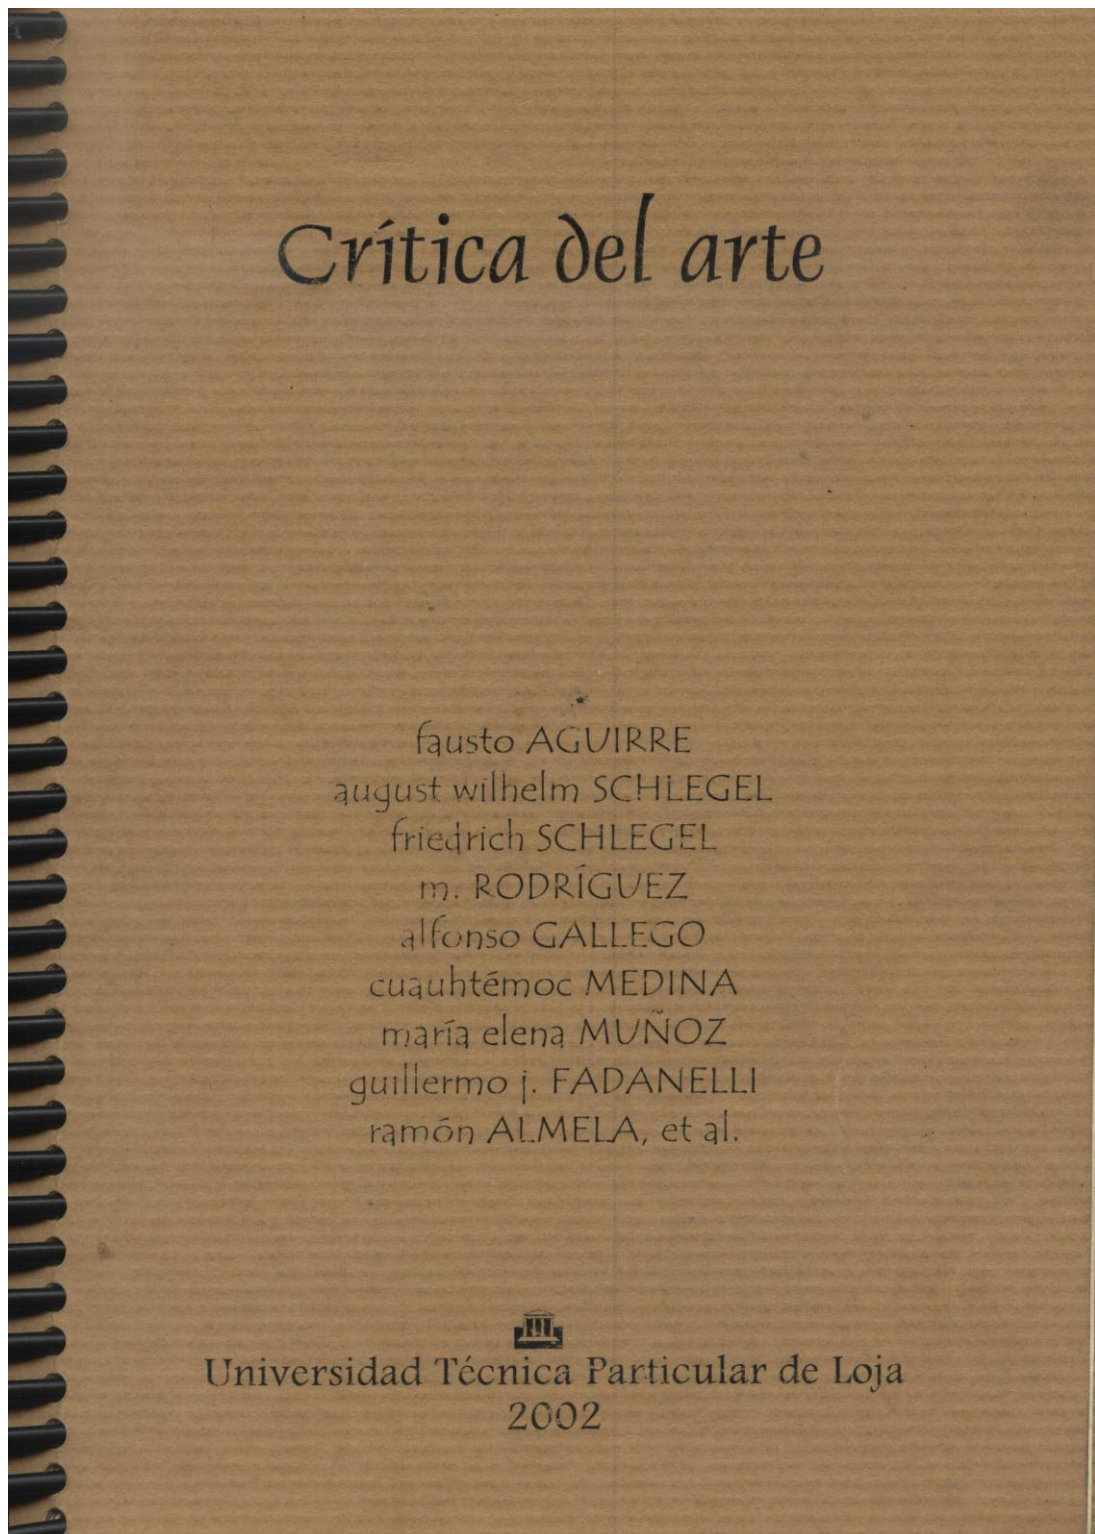 Crítica del arte
fausto AGUIRRE
august wilhelm SCHLEGEL
friedrich SCHLEGEL
m. RODRÍGUEZ
alfonso GALLEGO
cuauhtémoc MEDINA
maría elena MUÑOZ
guillermo j. FADANELLI
ramón ALMELA, et al.
Universidad Técnica Particular de Loja
2002